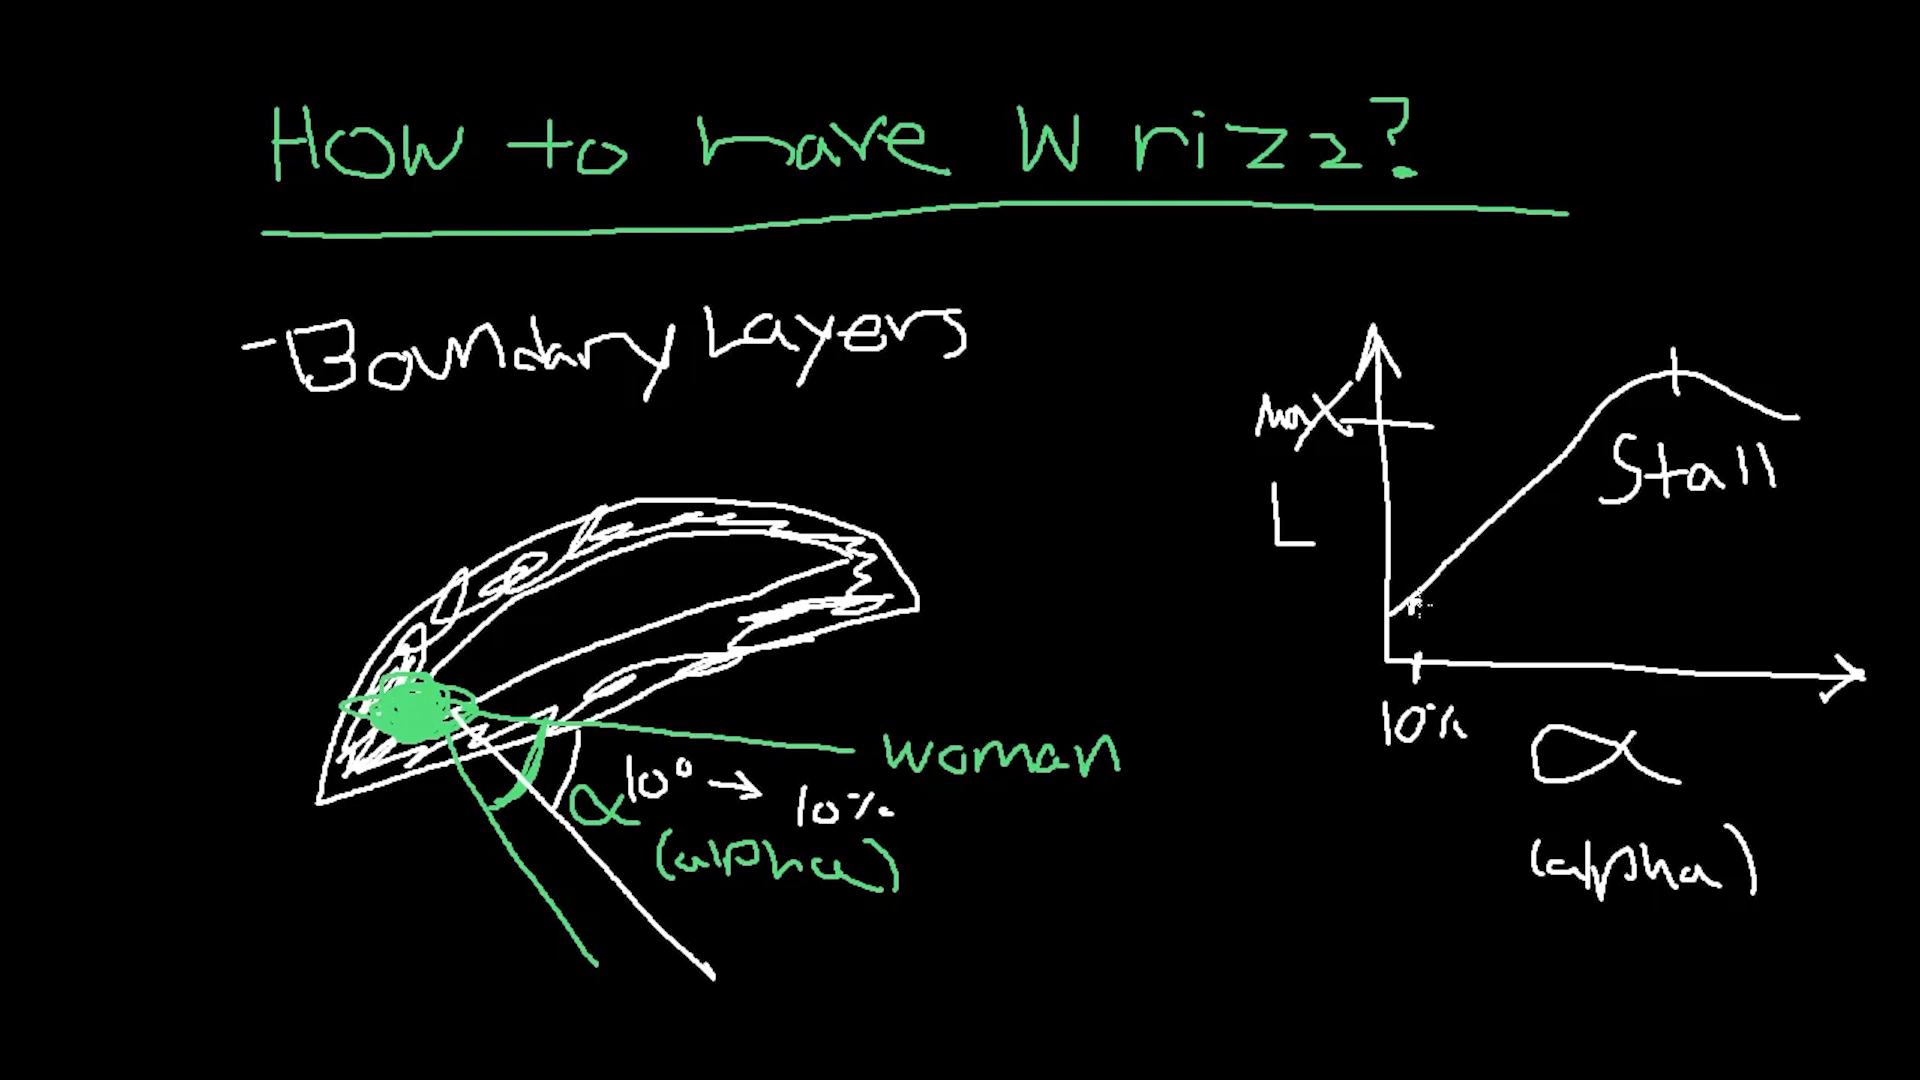 How to have W rizz?
-Boundary Layers
Max
L
Stall
10%
α
(alpha)
woman
10° → 10%
α
(alpha)